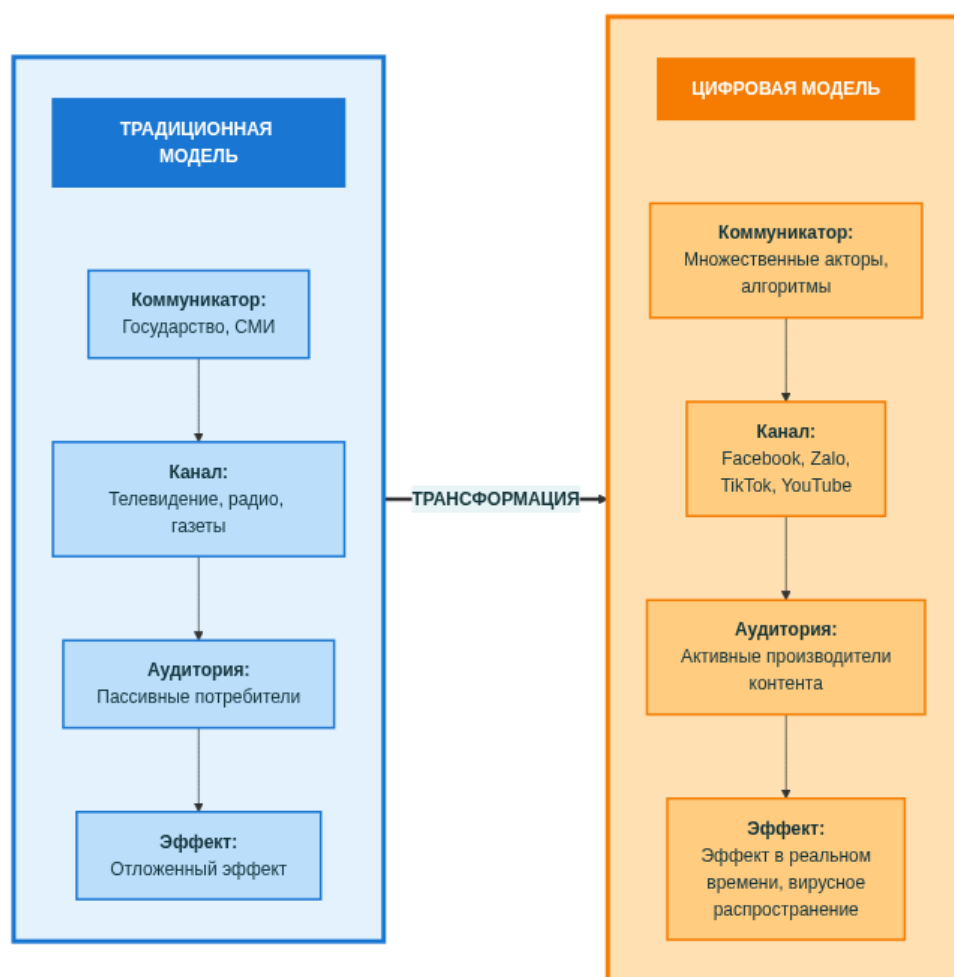 ТРАДИЦИОННАЯ
МОДЕЛЬ
Коммуникатор:
Государство, СМИ
Канал:
Телевидение, радио,
газеты
Аудитория:
Пассивные потребители
Эффект:
Отложенный эффект
ТРАНСФОРМАЦИЯ
ЦИФРОВАЯ МОДЕЛЬ
Коммуникатор:
Множественные акторы,
алгоритмы
Канал:
Facebook, Zalo,
TikTok, YouTube
Аудитория:
Активные производители
контента
Эффект:
Эффект в реальном
времени, вирусное
распространение